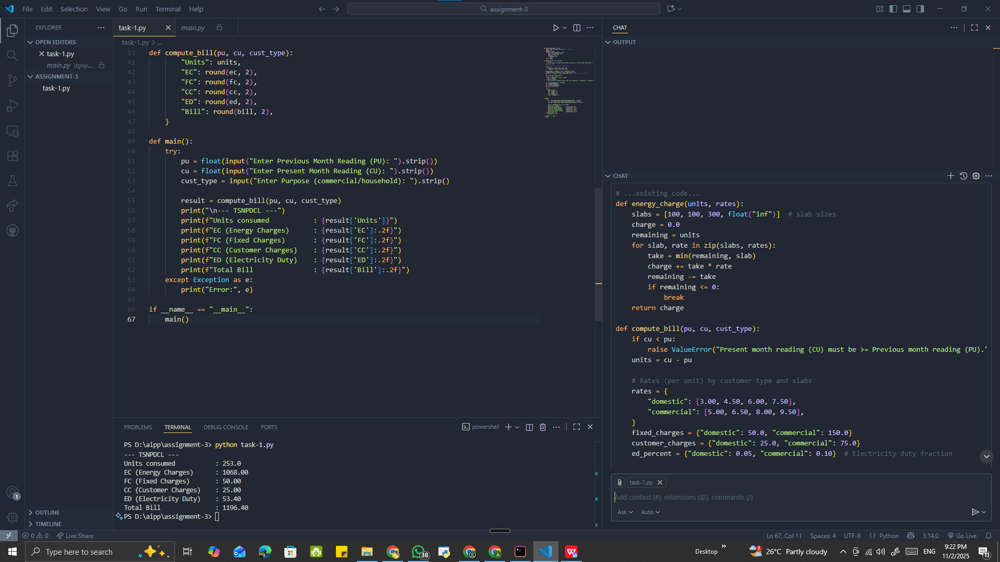 File Edit Selection View Go Run Terminal Help
assignment-3
EXPLORER
OPEN EDITORS
task-1.py
main.py \tgnp...
ASSIGNMENT-3
task-1.py
OUTLINE
TIMELINE
task-1.py
main.py
task-1.py > ...
13 def compute_bill(pu, cu, cust_type):
41 "Units": units,
42 "EC": round(ec, 2),
43 "FC": round(fc, 2),
44 "CC": round(cc, 2),
45 "ED": round(ed, 2),
46 "Bill": round(bill, 2),
47 }
48
49 def main():
50 try:
51 pu = float(input("Enter Previous Month Reading (PU): ").strip())
52 cu = float(input("Enter Present Month Reading (CU): ").strip())
53 cust_type = input("Enter Purpose (commercial/household): ").strip()
54
55 result = compute_bill(pu, cu, cust_type)
56 print("\n--- TSNPDCL ---")
57 print(f"Units consumed : {result['Units']}")
58 print(f"EC (Energy Charges) : {result['EC']:.2f}")
59 print(f"FC (Fixed Charges) : {result['FC']:.2f}")
60 print(f"CC (Customer Charges) : {result['CC']:.2f}")
61 print(f"ED (Electricity Duty) : {result['ED']:.2f}")
62 print(f"Total Bill : {result['Bill']:.2f}")
63 except Exception as e:
64 print("Error:", e)
65
66 if __name__ == "__main__":
67 main()
PROBLEMS TERMINAL DEBUG CONSOLE PORTS
powershell
PS D:\aipp\assignment-3> python task-1.py
--- TSNPDCL ---
Units consumed : 253.0
EC (Energy Charges) : 1068.00
FC (Fixed Charges) : 50.00
CC (Customer Charges) : 25.00
ED (Electricity Duty) : 53.40
Total Bill : 1196.40
PS D:\aipp\assignment-3>
CHAT
OUTPUT
CHAT
# ...existing code...
def energy_charge(units, rates):
slabs = [100, 100, 300, float("inf")] # slab sizes
charge = 0.0
remaining = units
for slab, rate in zip(slabs, rates):
take = min(remaining, slab)
charge += take * rate
remaining -= take
if remaining <= 0:
break
return charge
def compute_bill(pu, cu, cust_type):
if cu < pu:
raise ValueError("Present month reading (CU) must be >= Previous month reading (PU).
units = cu - pu
# Rates (per unit) by customer type and slabs
rates = {
"domestic": [3.00, 4.50, 6.00, 7.50],
"commercial": [5.00, 6.50, 8.00, 9.50],
}
fixed_charges = {"domestic": 50.0, "commercial": 150.0}
customer_charges = {"domestic": 25.0, "commercial": 75.0}
ed_percent = {"domestic": 0.05, "commercial": 0.10} # Electricity duty fraction
task-1.py
Add context (#), extensions (@), commands (/)
Ask Auto
1
0 0 Live Share
Ln 67, Col 11 Spaces: 4 UTF-8 { } Python 3.14.0 Go Live
Type here to search
38
Desktop
2
26°C Partly cloudy
ENG
9:22 PM
11/2/2025
11